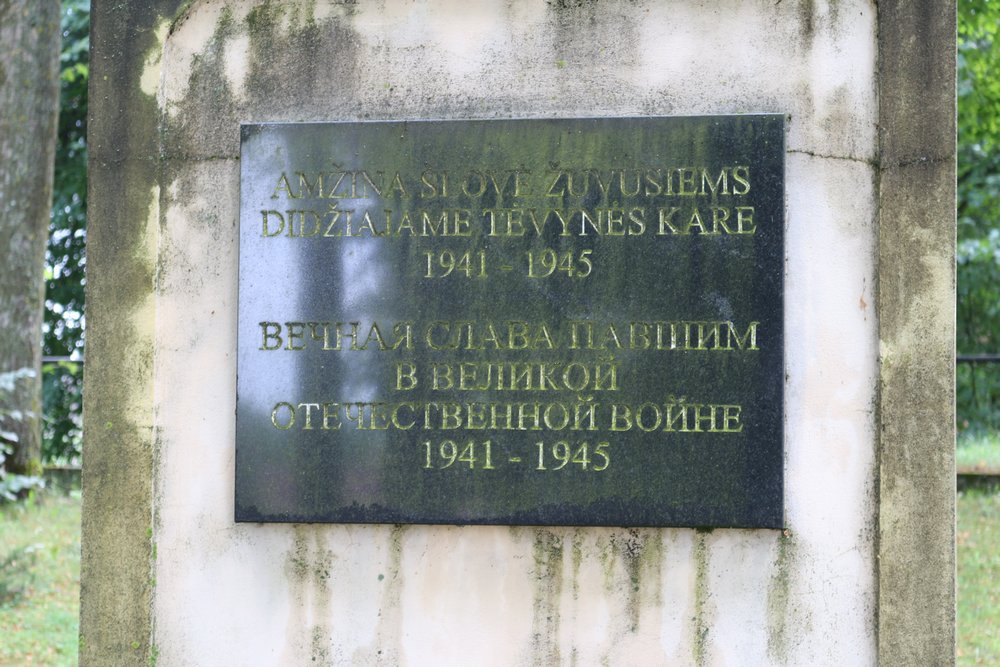 AMŽINA ŠLOVĖ ŽUVUSIEMS
DIDŽIAJAME TĖVYNĖS KARE
1941 - 1945
ВЕЧНАЯ СЛАВА ПАВШИМ
В ВЕЛИКОЙ
ОТЕЧЕСТВЕННОЙ ВОЙНЕ
1941 - 1945